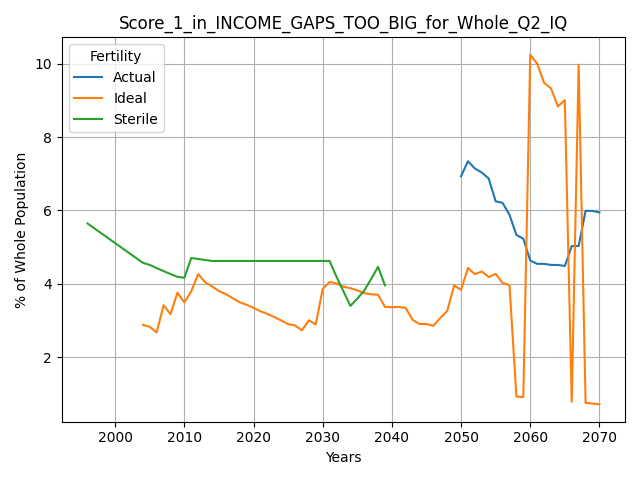 Score_1_in_INCOME_GAPS_TOO_BIG_for_Whole_Q2_IQ
Fertility
Actual
Ideal
Sterile
% of Whole Population
10
8
6
4
2
2000 2010 2020 2030 2040 2050 2060 2070
Years